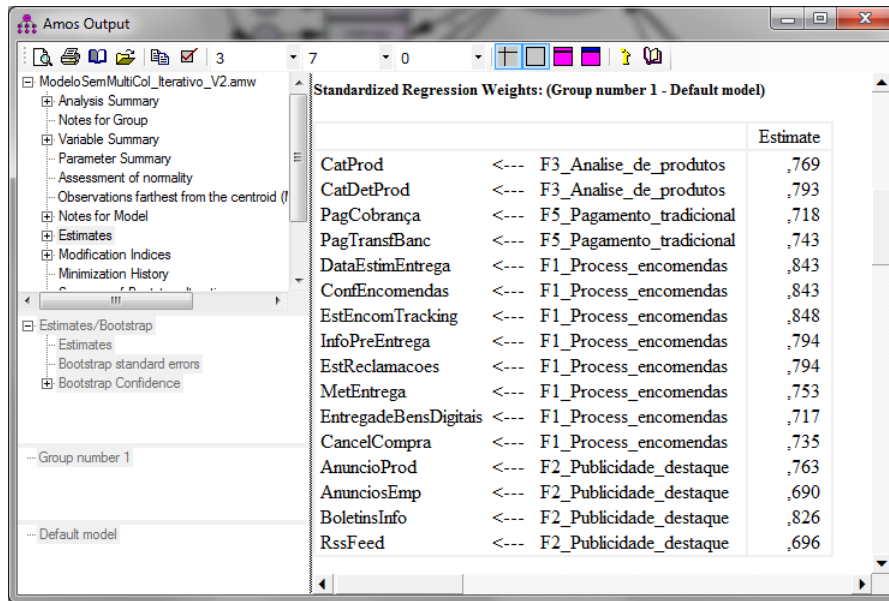 Amos Output
3 7 0
ModeloSemMultiCol_Iterativo_V2.amw
Analysis Summary
Notes for Group
Variable Summary
Parameter Summary
Assessment of normality
Observations farthest from the centroid (
Notes for Model
Estimates
Modification Indices
Minimization History
Estimates/Bootstrap
Estimates
Bootstrap standard errors
Bootstrap Confidence
Group number 1
Default model
Standardized Regression Weights: (Group number 1 - Default model)
Estimate
CatProd <--- F3_Analise_de_produtos ,769
CatDetProd <--- F3_Analise_de_produtos ,793
PagCobrança <--- F5_Pagamento_tradicional ,718
PagTransfBanc <--- F5_Pagamento_tradicional ,743
DataEstimEntrega <--- F1_Process_encomendas ,843
ConfEncomendas <--- F1_Process_encomendas ,843
EstEncomTracking <--- F1_Process_encomendas ,848
InfoPreEntrega <--- F1_Process_encomendas ,794
EstReclamacoes <--- F1_Process_encomendas ,794
MetEntrega <--- F1_Process_encomendas ,753
EntregadeBensDigitais <--- F1_Process_encomendas ,717
CancelCompra <--- F1_Process_encomendas ,735
AnuncioProd <--- F2_Publicidade_destaque ,763
AnunciosEmp <--- F2_Publicidade_destaque ,690
BoletinsInfo <--- F2_Publicidade_destaque ,826
RssFeed <--- F2_Publicidade_destaque ,696